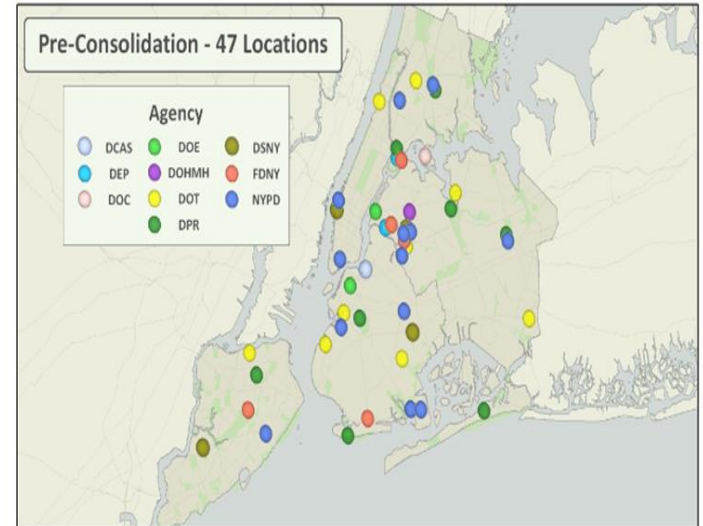 Pre-Consolidation - 47 Locations
Agency
DCAS DOE DSNY
DEP DOHMH FDNY
DOC DOT NYPD
DPR